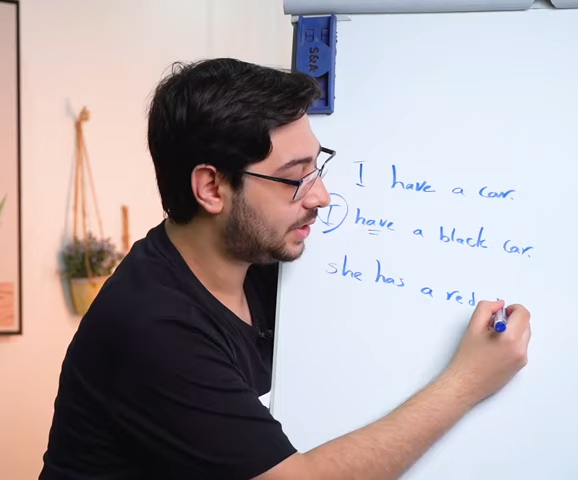 S&A
I have a car.
I have a black car.
she has a red